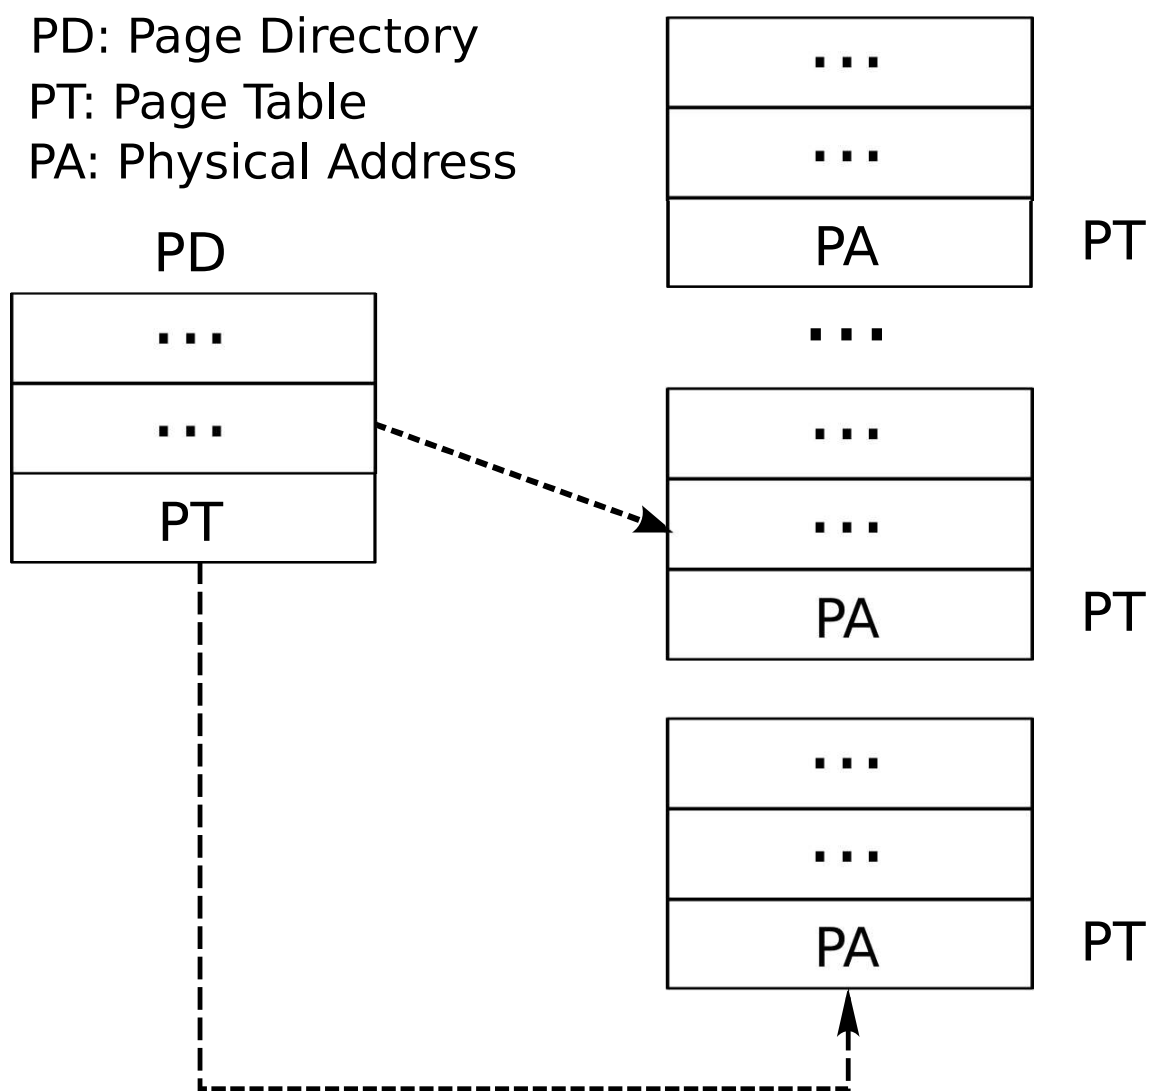 PD: Page Directory
PT: Page Table
PA: Physical Address
PD
...
...
PT
...
...
PA
PT
...
...
...
PA
PT
...
...
PA
PT